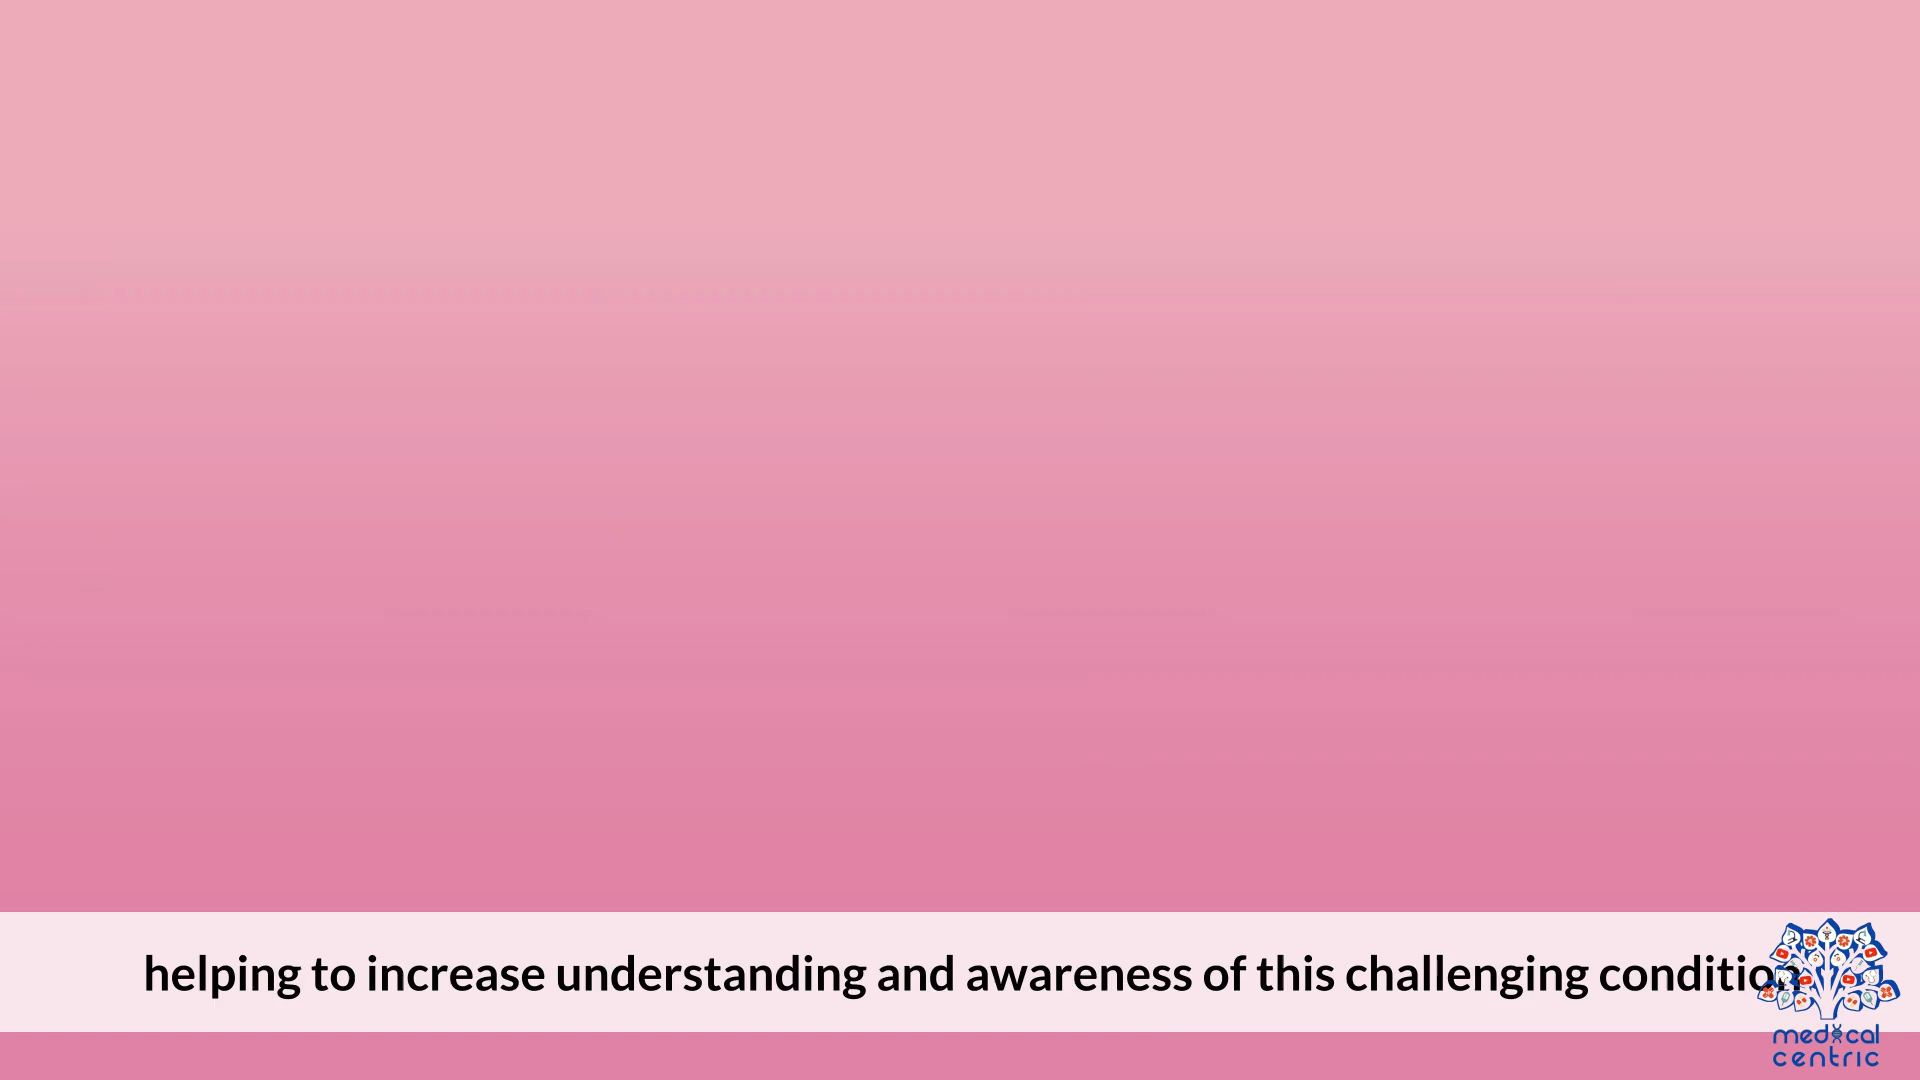 helping to increase understanding and awareness of this challenging condition
medical
centric